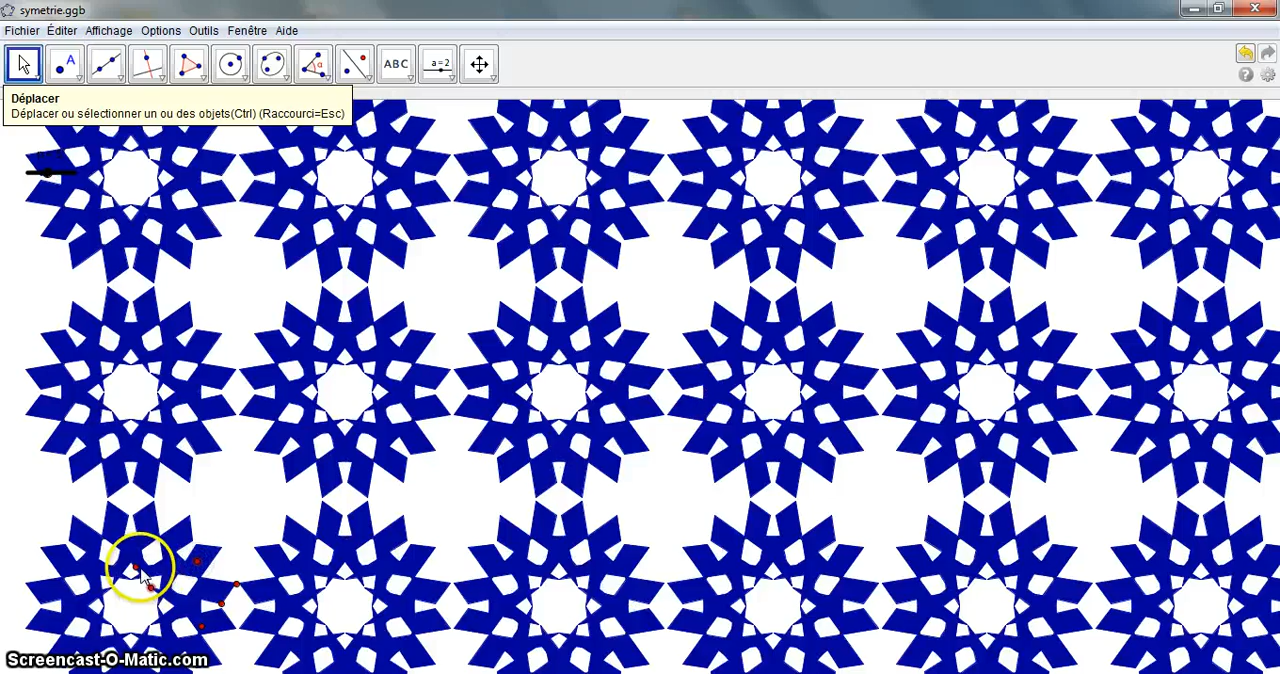 symetrie.ggb
Fichier Éditer Affichage Options Outils Fenêtre Aide
A ABC a=2
Déplacer
Déplacer ou sélectionner un ou des objets(Ctrl) (Raccourci=Esc)
Screencast-O-Matic.com